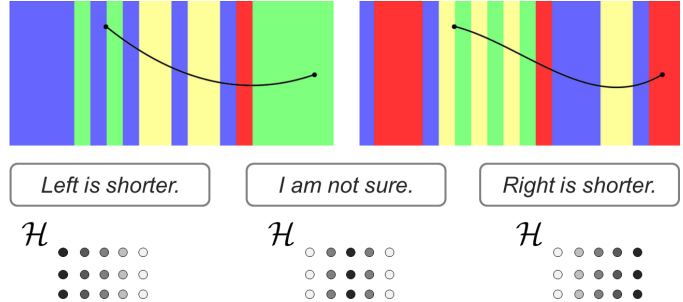 Left is shorter.
I am not sure.
Right is shorter.
ℋ
ℋ
ℋ